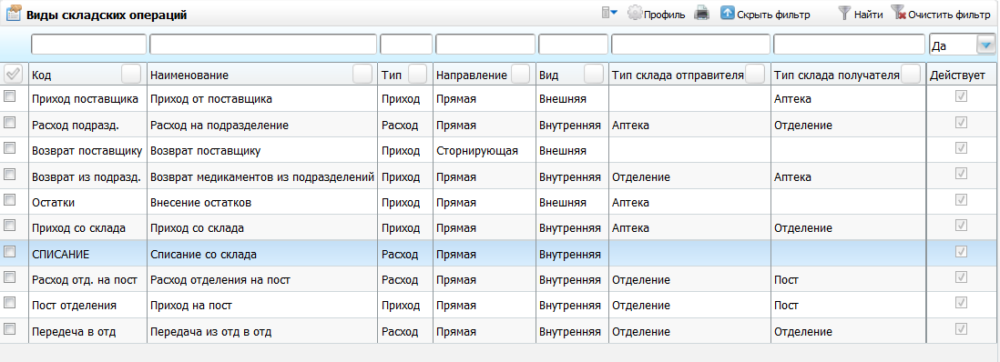 Виды складских операций Профиль Скрыть фильтр Найти Очистить фильтр
Да
Код Наименование Тип Направление Вид Тип склада отправителя Тип склада получателя Действует
Приход поставщика Приход от поставщика Приход Прямая Внешняя Аптека
Расход подразд. Расход на подразделение Расход Прямая Внутренняя Аптека Отделение
Возврат поставщику Возврат поставщику Приход Сторнирующая Внешняя
Возврат из подразд. Возврат медикаментов из подразделений Приход Прямая Внутренняя Отделение Аптека
Остатки Внесение остатков Приход Прямая Внешняя Аптека
Приход со склада Приход со склада Приход Прямая Внутренняя Аптека Отделение
СПИСАНИЕ Списание со склада Расход Прямая Внутренняя
Расход отд. на пост Расход отделения на пост Расход Прямая Внутренняя Отделение Пост
Пост отделения Приход на пост Приход Прямая Внутренняя Отделение Пост
Передеча в отд Передача из отд в отд Расход Прямая Внутренняя Отделение Отделение